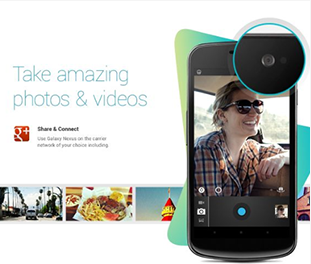 Take amazing
photos & videos
g+
Share & Connect
Use Galaxy Nexus on the carrier
network of your choice including